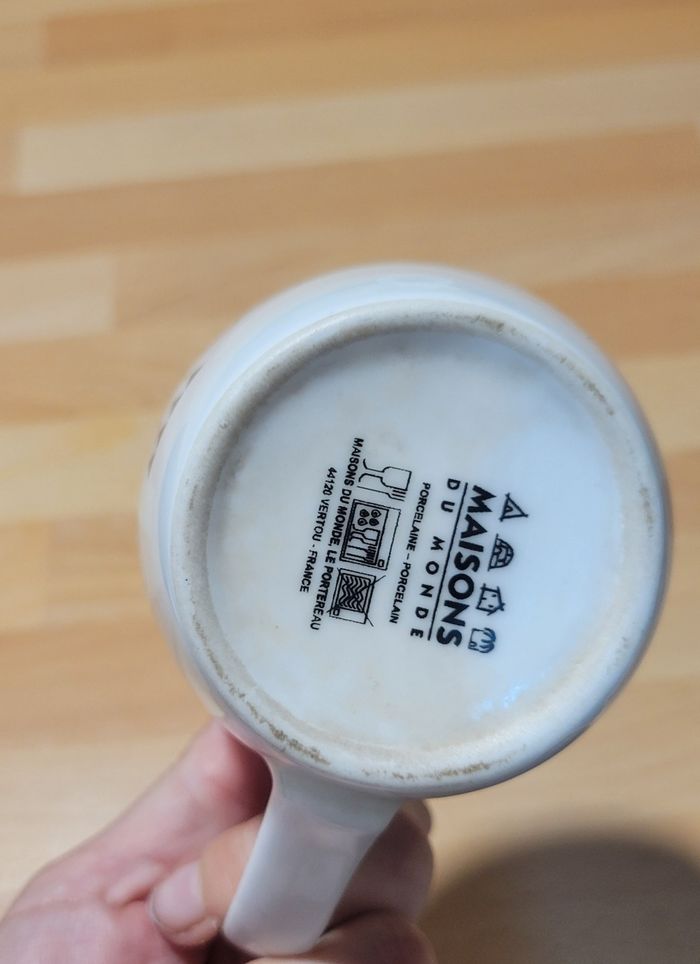 MAISONS
DU MONDE
PORCELAINE - PORCELAIN
MAISONS DU MONDE, LE PORTEREAU
44120 VERTOU - FRANCE